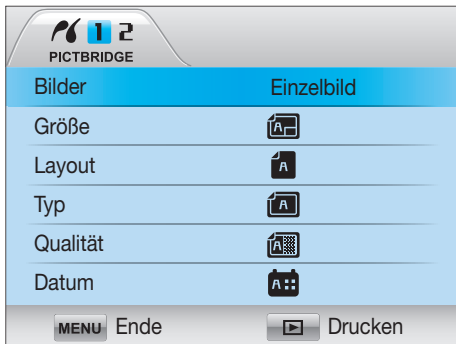 1 2
PICTBRIDGE
Bilder Einzelbild
Größe A
Layout A
Typ A
Qualität A
Datum A
MENU Ende Drucken